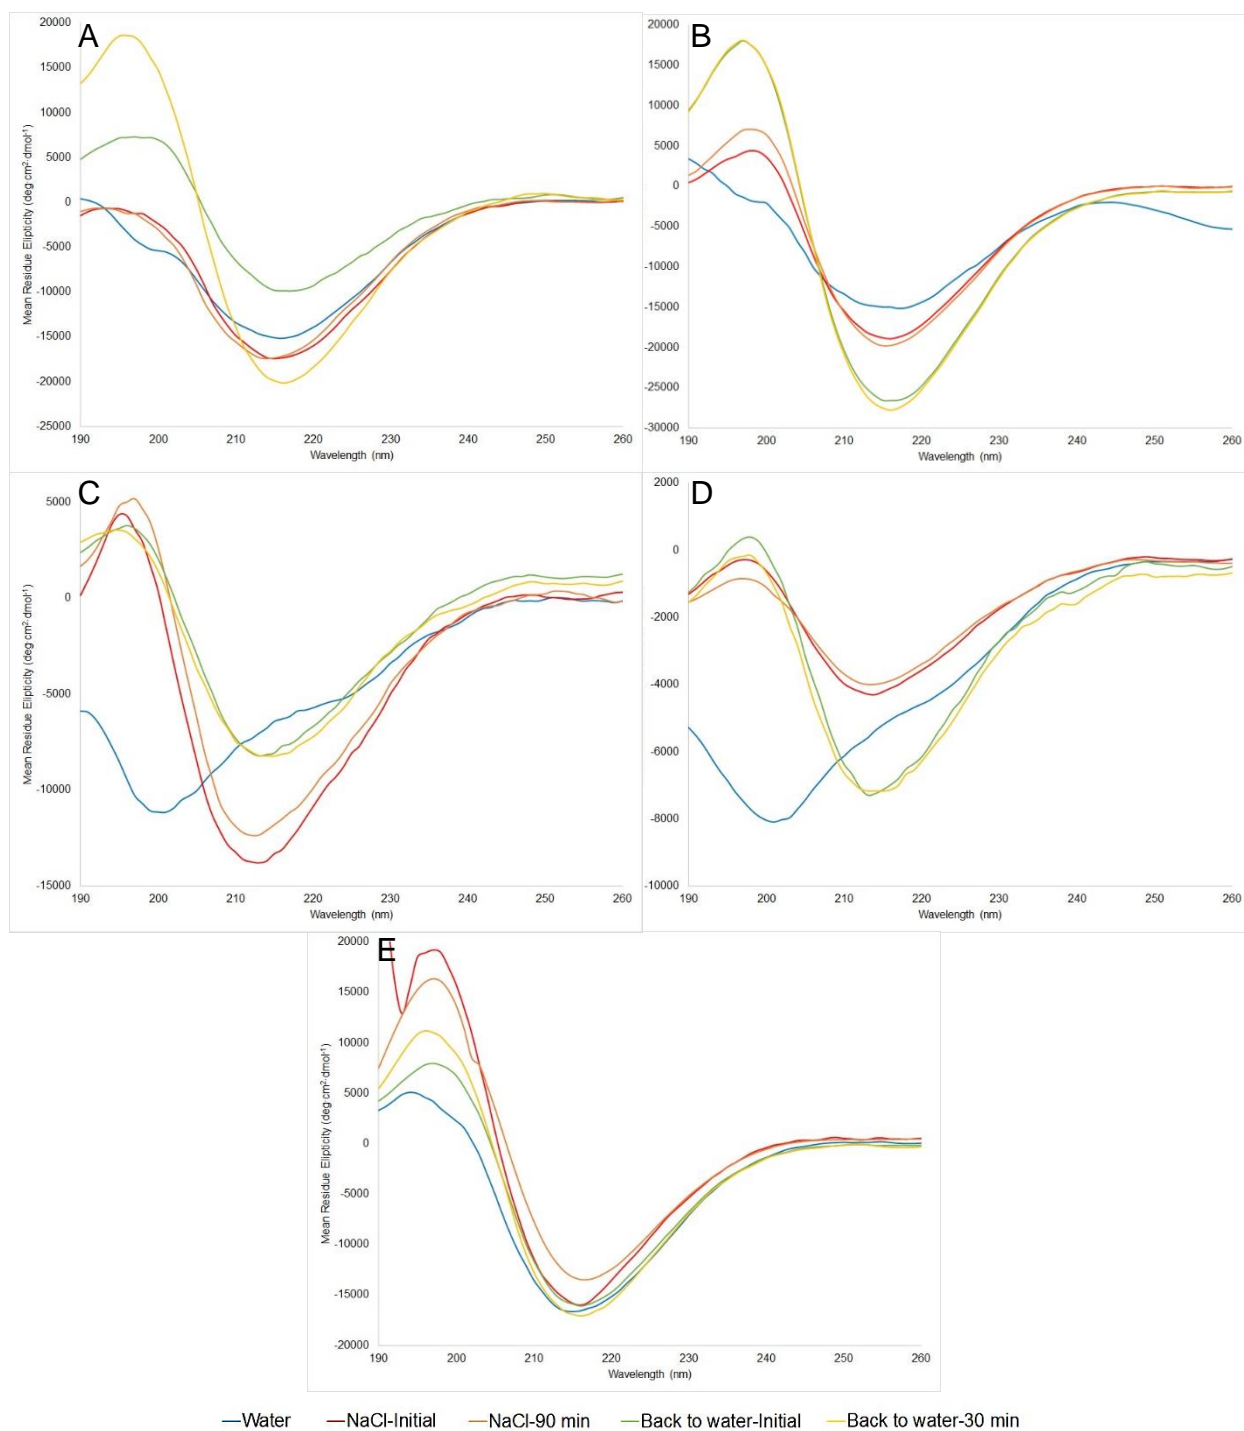 A
20000
15000
10000
5000
0
-5000
-10000
-15000
-20000
-25000
Mean Residue Elipticity (deg·cm²·dmol⁻¹)
190 200 210 220 230 240 250 260
Wavelength (nm)
B
20000
15000
10000
5000
0
-5000
-10000
-15000
-20000
-25000
-30000
190 200 210 220 230 240 250 260
Wavelength (nm)
C
5000
0
-5000
-10000
-15000
Mean Residue Elipticity (deg·cm²·dmol⁻¹)
190 200 210 220 230 240 250 260
Wavelength (nm)
D
2000
0
-2000
-4000
-6000
-8000
-10000
190 200 210 220 230 240 250 260
Wavelength (nm)
E
20000
15000
10000
5000
0
-5000
-10000
-15000
-20000
Mean Residue Elipticity (deg·cm²·dmol⁻¹)
190 200 210 220 230 240 250 260
Wavelength (nm)
Water NaCl-Initial NaCl-90 min Back to water-Initial Back to water-30 min